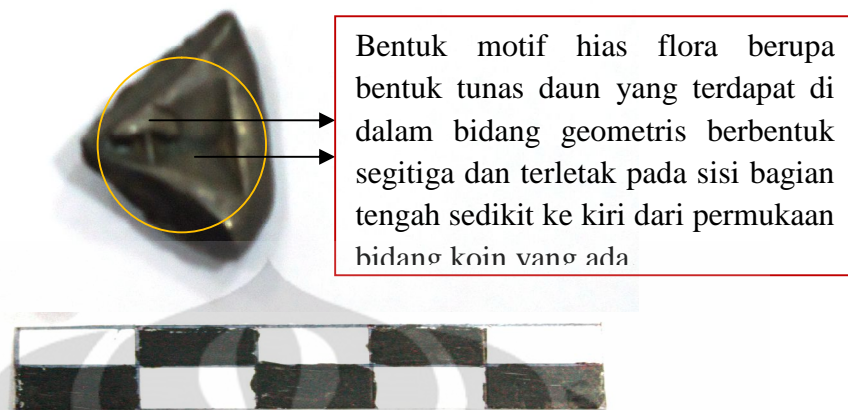 Bentuk motif hias flora berupa
bentuk tunas daun yang terdapat di
dalam bidang geometris berbentuk
segitiga dan terletak pada sisi bagian
tengah sedikit ke kiri dari permukaan
bidang koin yang ada